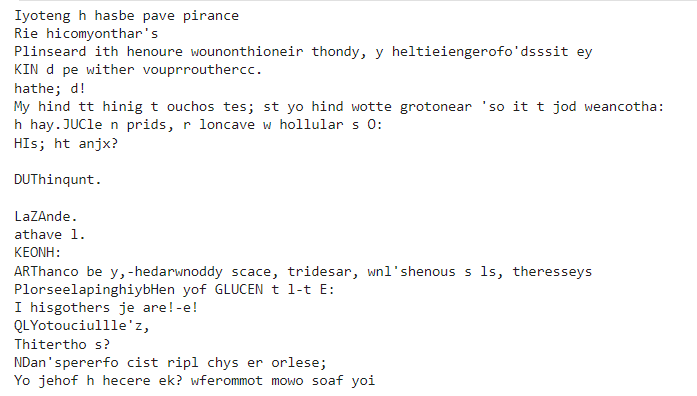 Iyoteng h hasbe pave pirance
Rie hicomyonthar's
Plinseard ith henoure wounonthioneir thondy, y heltieiengerofo'dsssit ey
KIN d pe wither vouprrouthercc.
hathe; d!
My hind tt hinig t ouchos tes; st yo hind wotte grotonear 'so it t jod weancotha:
h hay.JUCle n prids, r loncave w hollular s O:
HIs; ht anjx?

DUThinqunt.

LaZAnde.
athave l.
KEONH:
ARThanco be y,-hedarwnoddy scace, tridesar, wnl'shenous s ls, theresseys
PlorseelapinghiybHen yof GLUCEN t l-t E:
I hisgothers je are!-e!
QLYotouciullle'z,
Thitertho s?
NDan'spererfo cist ripl chys er orlese;
Yo jehof h hecere ek? wferommot mowo soaf yoi